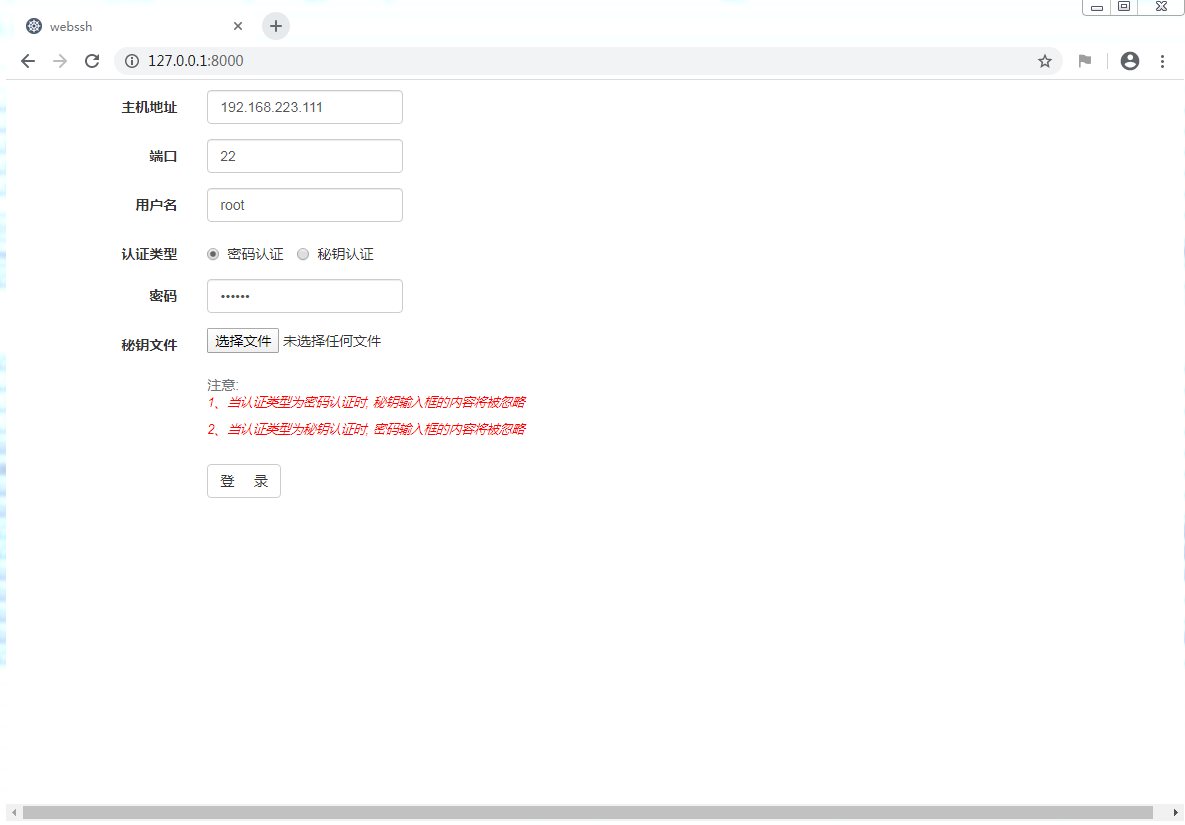 webssh
127.0.0.1:8000
主机地址 192.168.223.111
端口 22
用户名 root
认证类型 密码认证 秘钥认证
密码 ••••••
秘钥文件 选择文件 未选择任何文件
注意:
1、当认证类型为密码认证时, 秘钥输入框的内容将被忽略
2、当认证类型为秘钥认证时, 密码输入框的内容将被忽略
登 录